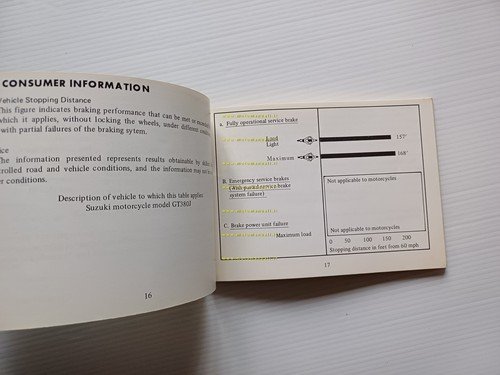 CONSUMER INFORMATION
Vehicle Stopping Distance
This figure indicates braking performance that can be met or
which it applies, without locking the wheels, under different
with partial failures of the braking sytem.
The information presented represents results obtainable by
rolled road and vehicle conditions, and the information may not
conditions.
Description of vehicle to which this table applies
Suzuki motorcycle model GT380J
16
a. Fully operational service brake
Load
Light
157'
Maximum
168'
B. Emergency service brakes
(With partial service brake
system failure)
Not applicable to motorcycles
C. Brake power unit failure
Maximum load
Not applicable to motorcycles
0 50 100 150 200
Stopping distance in feet from 60 mph
17